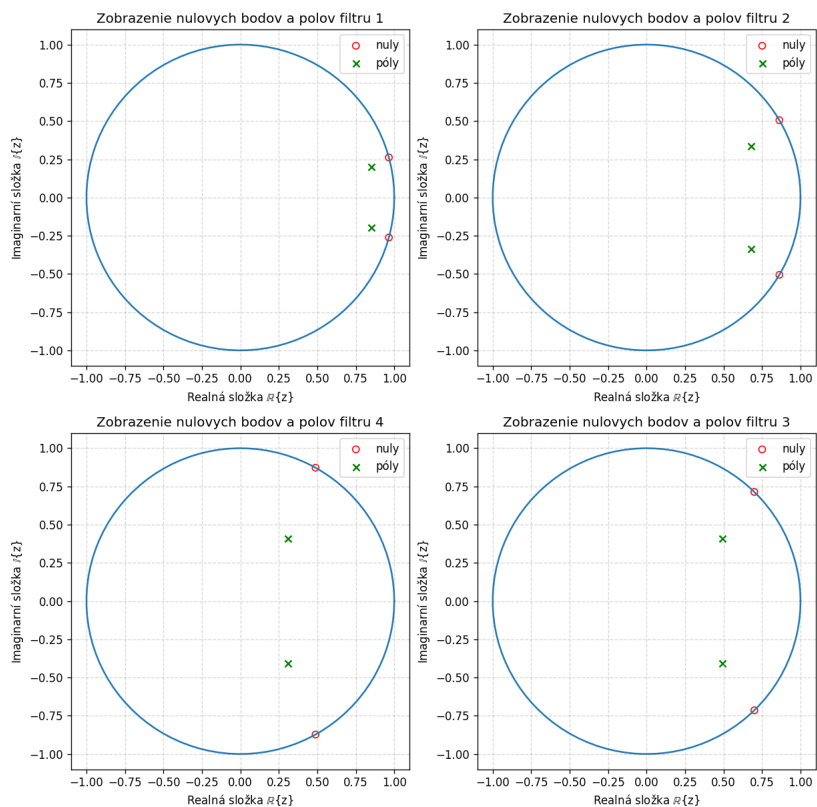 Zobrazenie nulovych bodov a polov filtru 1
1.00
0.75
0.50
0.25
0.00
−0.25
−0.50
−0.75
−1.00
Imaginarní složka 𝕀{z}
nuly
póly
−1.00 −0.75 −0.50 −0.25 0.00 0.25 0.50 0.75 1.00
Realná složka ℝ{z}
Zobrazenie nulovych bodov a polov filtru 2
1.00
0.75
0.50
0.25
0.00
−0.25
−0.50
−0.75
−1.00
Imaginarní složka 𝕀{z}
nuly
póly
−1.00 −0.75 −0.50 −0.25 0.00 0.25 0.50 0.75 1.00
Realná složka ℝ{z}
Zobrazenie nulovych bodov a polov filtru 4
1.00
0.75
0.50
0.25
0.00
−0.25
−0.50
−0.75
−1.00
Imaginarní složka 𝕀{z}
nuly
póly
−1.00 −0.75 −0.50 −0.25 0.00 0.25 0.50 0.75 1.00
Realná složka ℝ{z}
Zobrazenie nulovych bodov a polov filtru 3
1.00
0.75
0.50
0.25
0.00
−0.25
−0.50
−0.75
−1.00
Imaginarní složka 𝕀{z}
nuly
póly
−1.00 −0.75 −0.50 −0.25 0.00 0.25 0.50 0.75 1.00
Realná složka ℝ{z}